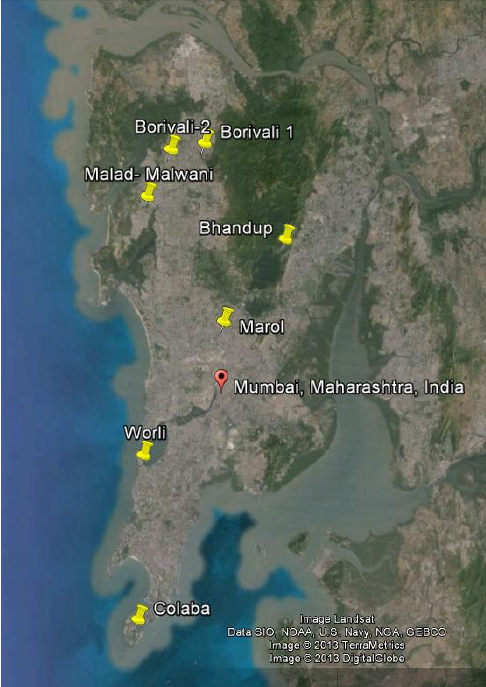 Borivali-2
Borivali 1
Malad- Malwani
Bhandup
Marol
Mumbai, Maharashtra, India
Worli
Colaba
Image Landsat
Data SIO, NOAA, U.S. Navy, NGA, GEBCO
Image © 2013 TerraMetrics
Image © 2013 DigitalGlobe